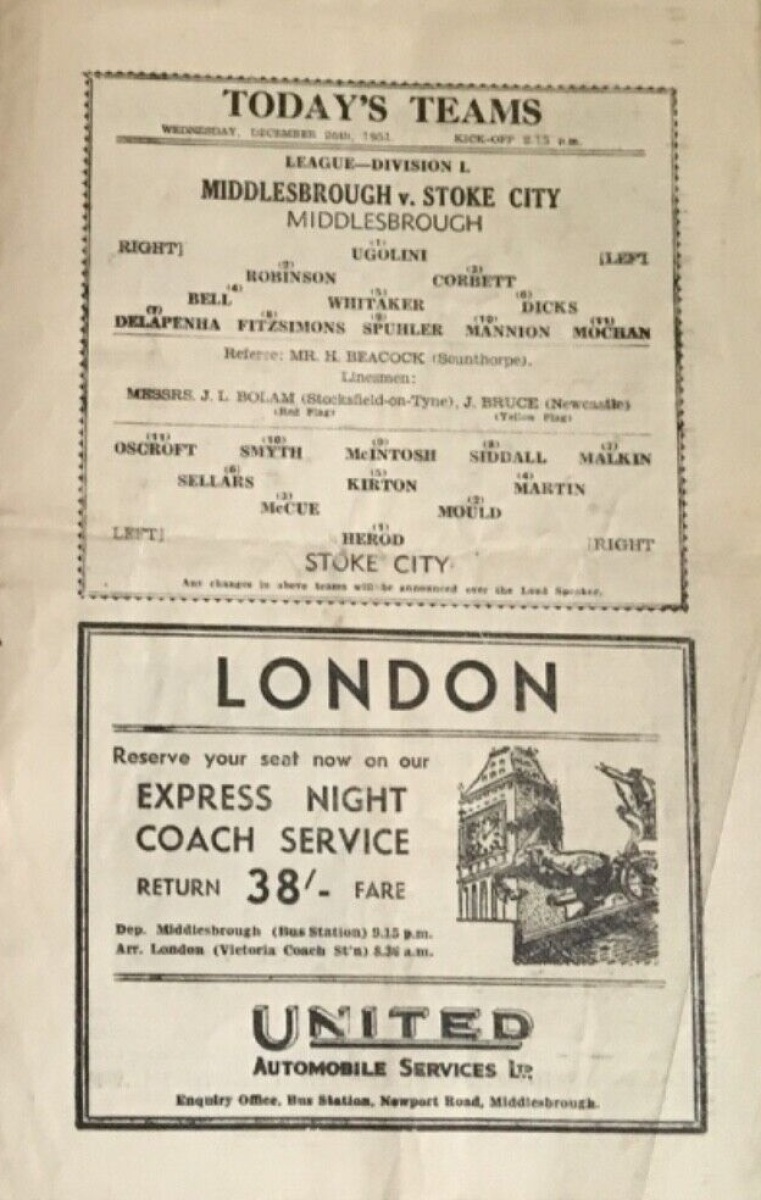 TODAY'S TEAMS
WEDNESDAY, DECEMBER 26th, 1951. KICK-OFF 2.15 p.m.
LEAGUE—DIVISION I.
MIDDLESBROUGH v. STOKE CITY
MIDDLESBROUGH
RIGHT] (1) [LEFT
UGOLINI
(2) (3)
ROBINSON CORBETT
(4) (5) (6)
BELL WHITAKER DICKS
(7) (8) (9) (10) (11)
DELAPENHA FITZSIMONS SPUHLER MANNION MOCHAN
Referee: MR. H. BEACOCK (Scunthorpe).
Linesmen:
MESSRS. J. L. BOLAM (Stocksfield-on-Tyne), J. BRUCE (Newcastle)
(Red Flag) (Yellow Flag)
(11) (10) (9) (8) (7)
OSCROFT SMYTH McINTOSH SIDDALL MALKIN
(6) (5) (4)
SELLARS KIRTON MARTIN
(3) (2)
McCUE MOULD
LEFT] (1) [RIGHT
HEROD
STOKE CITY
Any changes in above teams will be announced over the Loud Speaker.
LONDON
Reserve your seat now on our
EXPRESS NIGHT
COACH SERVICE
RETURN 38/- FARE
Dep. Middlesbrough (Bus Station) 9.15 p.m.
Arr. London (Victoria Coach St'n) a.m.
UNITED
AUTOMOBILE SERVICES LTD.
Enquiry Office, Bus Station, Newport Road, Middlesbrough.